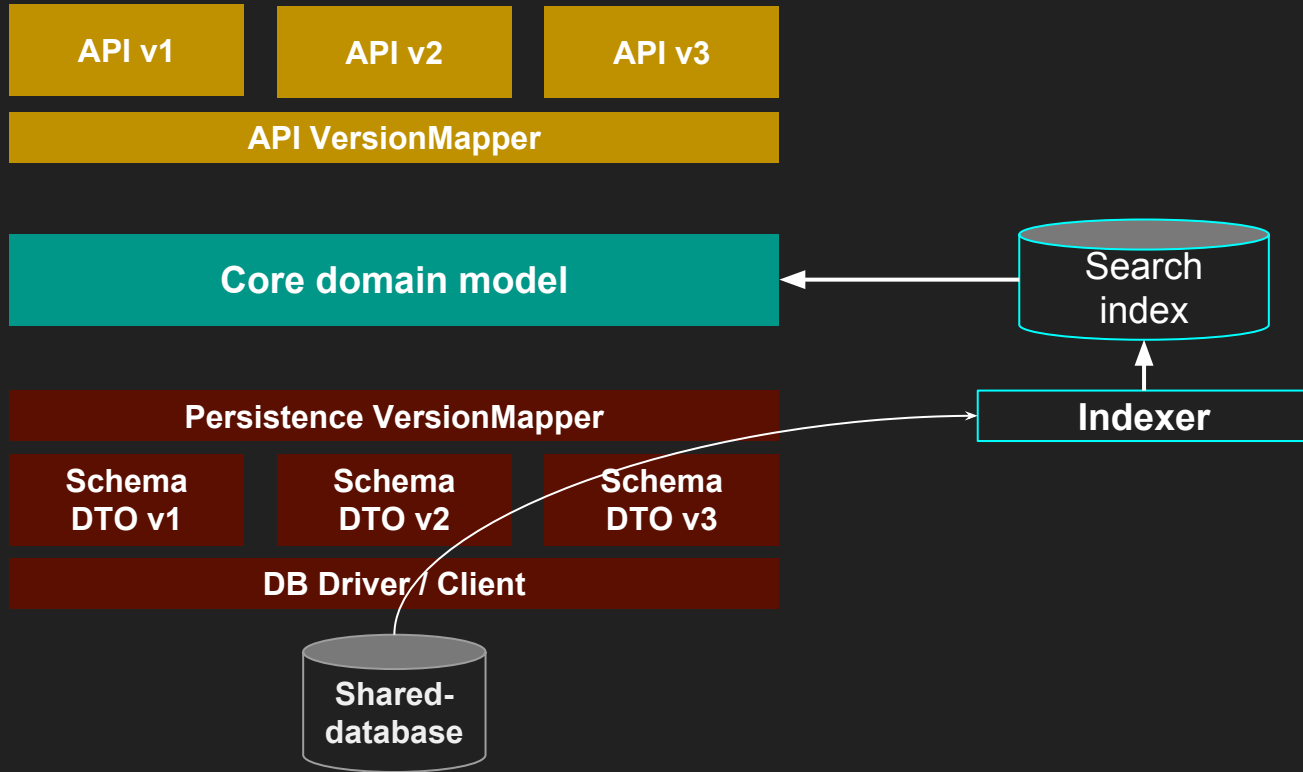 API v1
API v2
API v3
API VersionMapper
Core domain model
Search
index
Persistence VersionMapper
Indexer
Schema
DTO v1
Schema
DTO v2
Schema
DTO v3
DB Driver / Client
Shared-
database